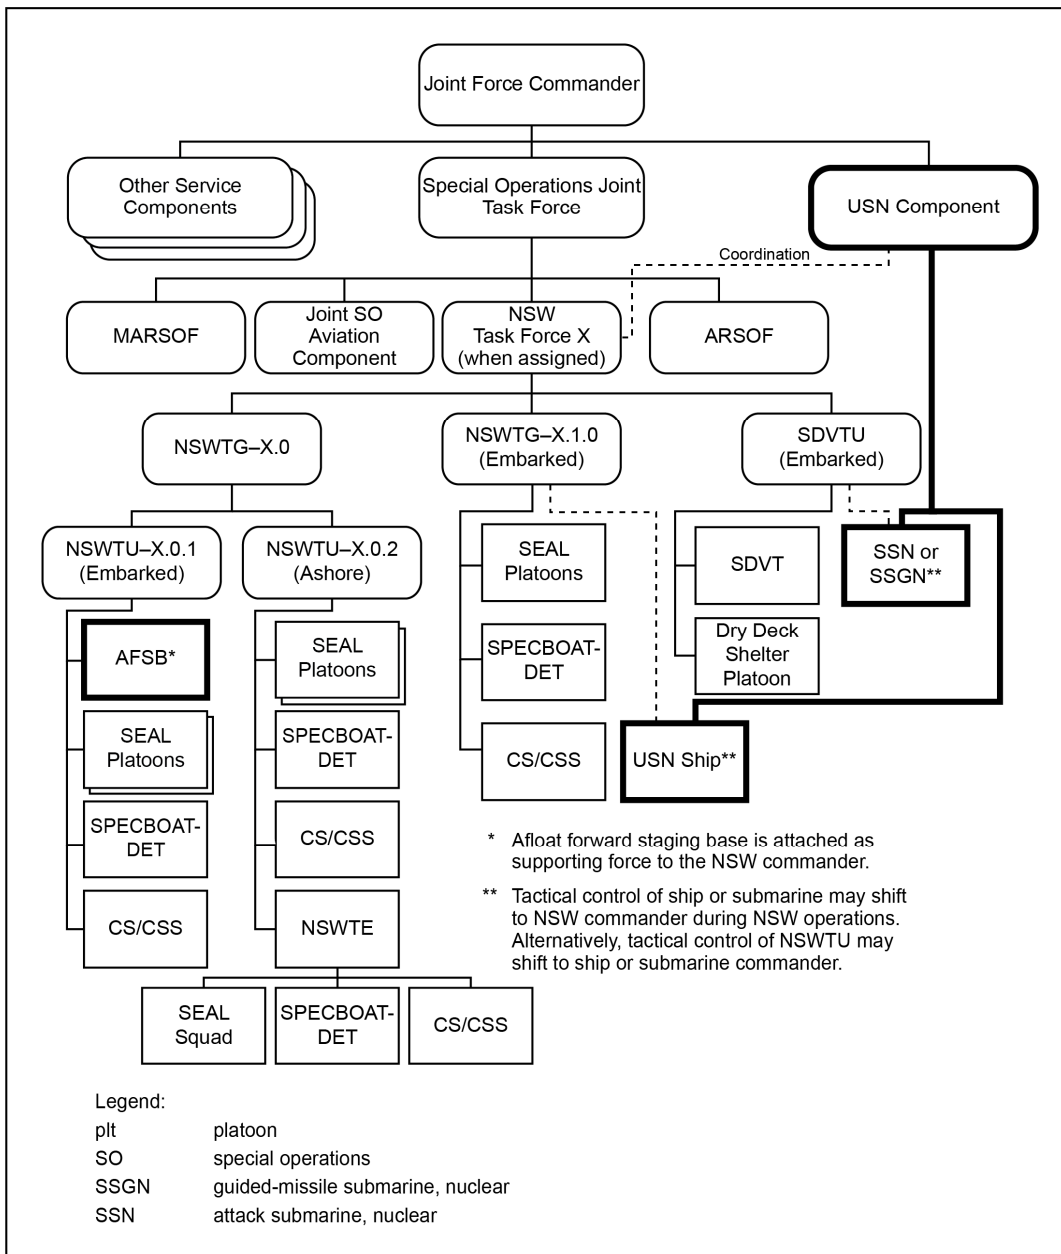 Joint Force Commander
Other Service
Components
Special Operations Joint
Task Force
USN Component
Coordination
MARSOF
Joint SO
Aviation
Component
NSW
Task Force X
(when assigned)
ARSOF
NSWTG–X.0
NSWTG–X.1.0
(Embarked)
SDVTU
(Embarked)
NSWTU–X.0.1
(Embarked)
NSWTU–X.0.2
(Ashore)
SEAL
Platoons
SDVT
SSN or
SSGN**
AFSB*
SEAL
Platoons
SPECBOAT-
DET
Dry Deck
Shelter
Platoon
SEAL
Platoons
SPECBOAT-
DET
CS/CSS
USN Ship**
SPECBOAT-
DET
CS/CSS
CS/CSS
NSWTE
SEAL
Squad
SPECBOAT-
DET
CS/CSS
* Afloat forward staging base is attached as
supporting force to the NSW commander.
** Tactical control of ship or submarine may shift
to NSW commander during NSW operations.
Alternatively, tactical control of NSWTU may
shift to ship or submarine commander.
Legend:
plt platoon
SO special operations
SSGN guided-missile submarine, nuclear
SSN attack submarine, nuclear